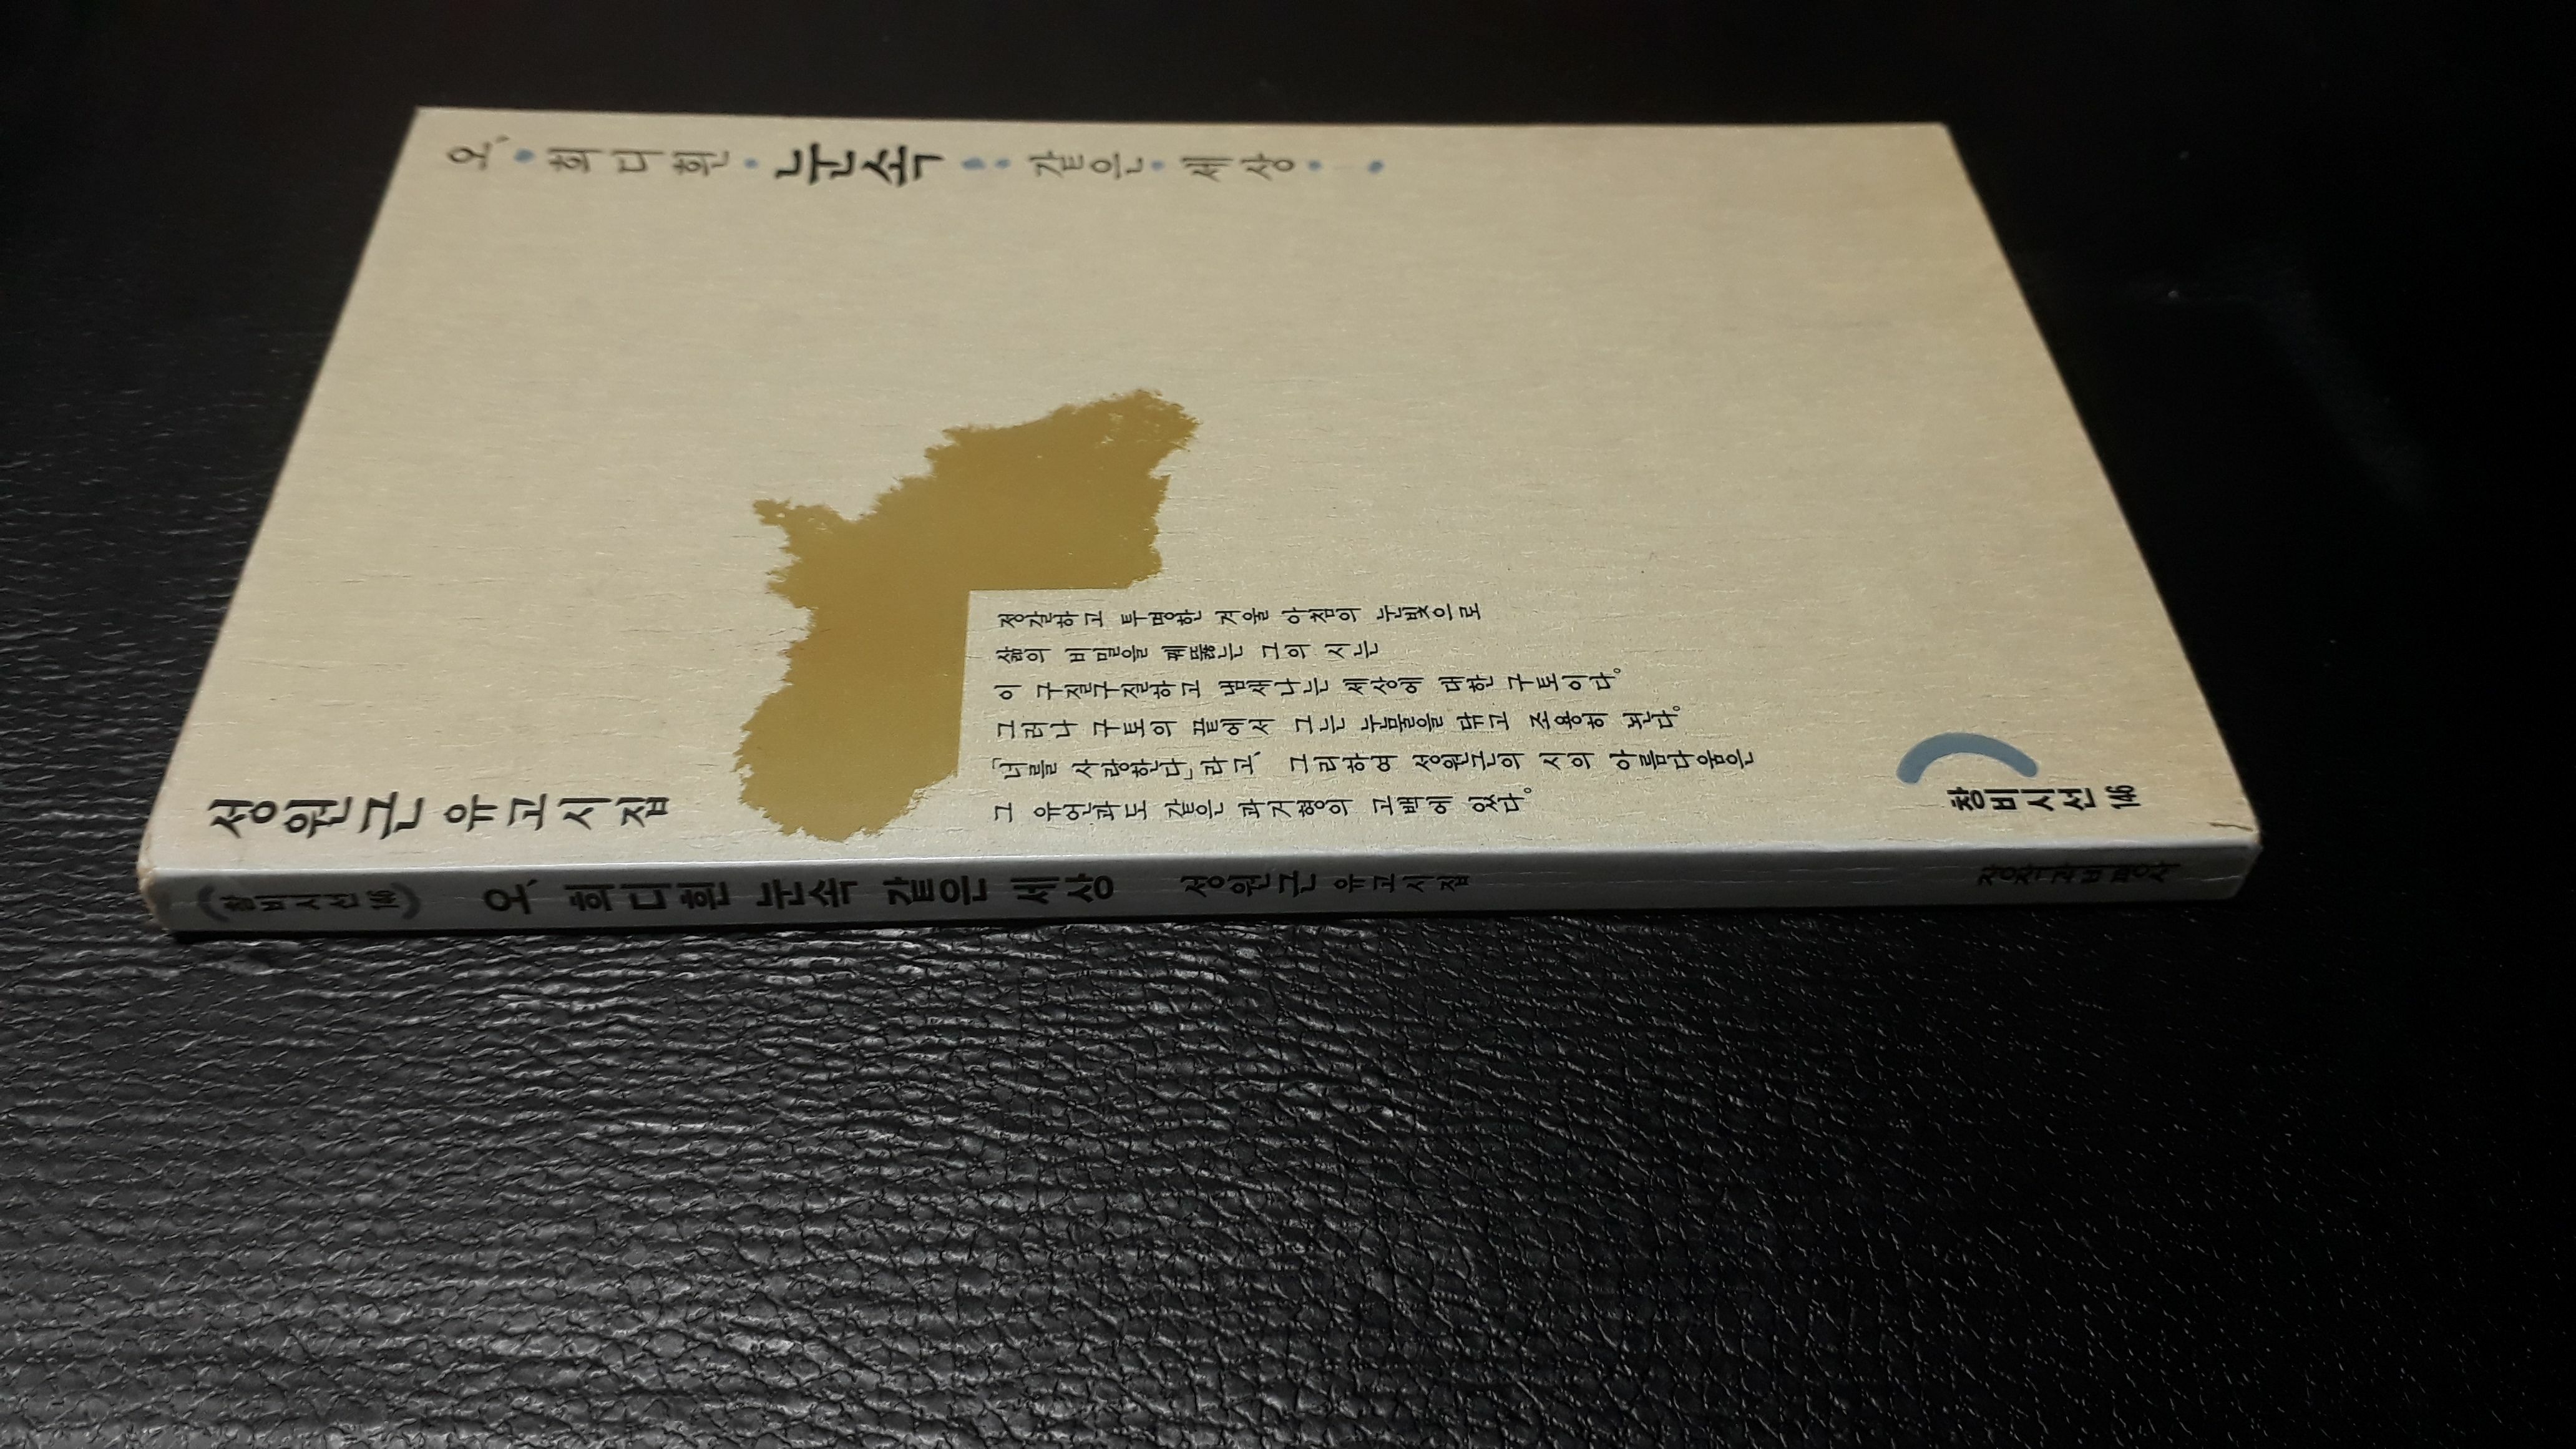 오、희디흰 눈속 같은 세상
정갈하고 투명한 겨울 아침의 눈빛으로
삶의 비밀을 꿰뚫는 그의 시는
이 구질구질하고 냄새나는 세상에 대한 구토이다。
그러나 구토의 끝에서 그는 눈물을 닦고 조용히 쓴다。
「너를 사랑한다」라고、 그리하여 성원근의 시의 아름다움은
그 유언과도 같은 과거형의 고백에 있다。
성원근 유고시집
창비시선 146
(창비시선 146) 오、희디흰 눈속 같은 세상 성원근 유고시집 창작과비평사